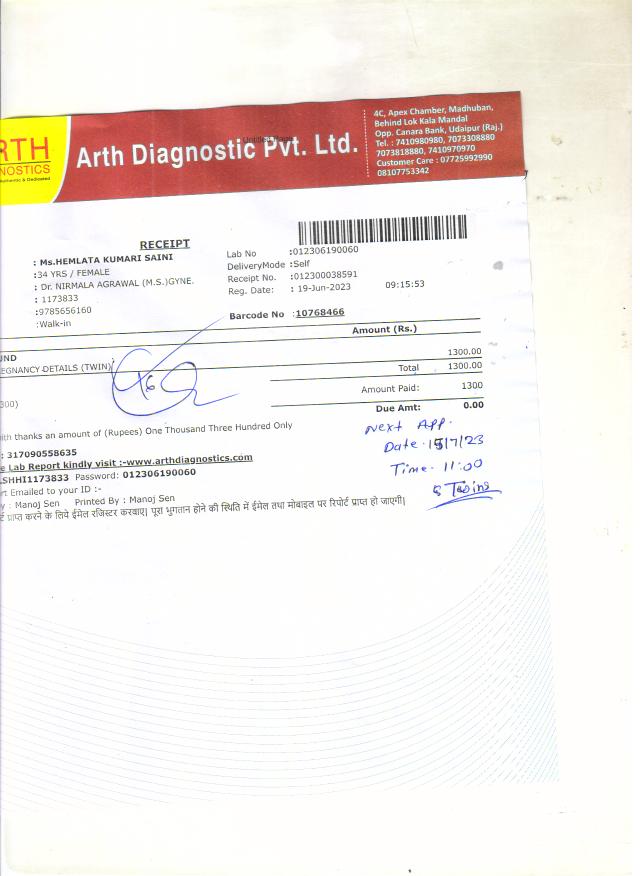 RTH
NOSTICS
uthentic & Dedicated
Arth Diagnostic Pvt. Ltd.
4C, Apex Chamber, Madhuban,
Behind Lok Kala Mandal
Opp. Canara Bank, Udaipur (Raj.)
Tel. : 7410980980, 7073308880
7073818880, 7410970970
Customer Care : 07725992990
08107753342
RECEIPT
: Ms.HEMLATA KUMARI SAINI
:34 YRS / FEMALE
: Dr. NIRMALA AGRAWAL (M.S.)GYNE.
: 1173833
:9785656160
:Walk-in
Lab No :012306190060
DeliveryMode :Self
Receipt No. :012300038591
Reg. Date: : 19-Jun-2023 09:15:53
Barcode No :10768466
Amount (Rs.)
UND 1300.00
EGNANCY DETAILS (TWIN)
Total 1300.00
Amount Paid: 1300
300)
Due Amt: 0.00
ith thanks an amount of (Rupees) One Thousand Three Hundred Only
: 317090558635
e Lab Report kindly visit :-www.arthdiagnostics.com
.SHHI1173833 Password: 012306190060
rt Emailed to your ID :-
y : Manoj Sen Printed By : Manoj Sen
र्ट प्राप्त करने के लिये ईमेल रजिस्टर करवाए। पूरा भुगतान होने की स्थिति में ईमेल तथा मोबाइल पर रिपोर्ट प्राप्त हो जाएगी।
Next App.
Date. 15/7/23
Time. 11:00